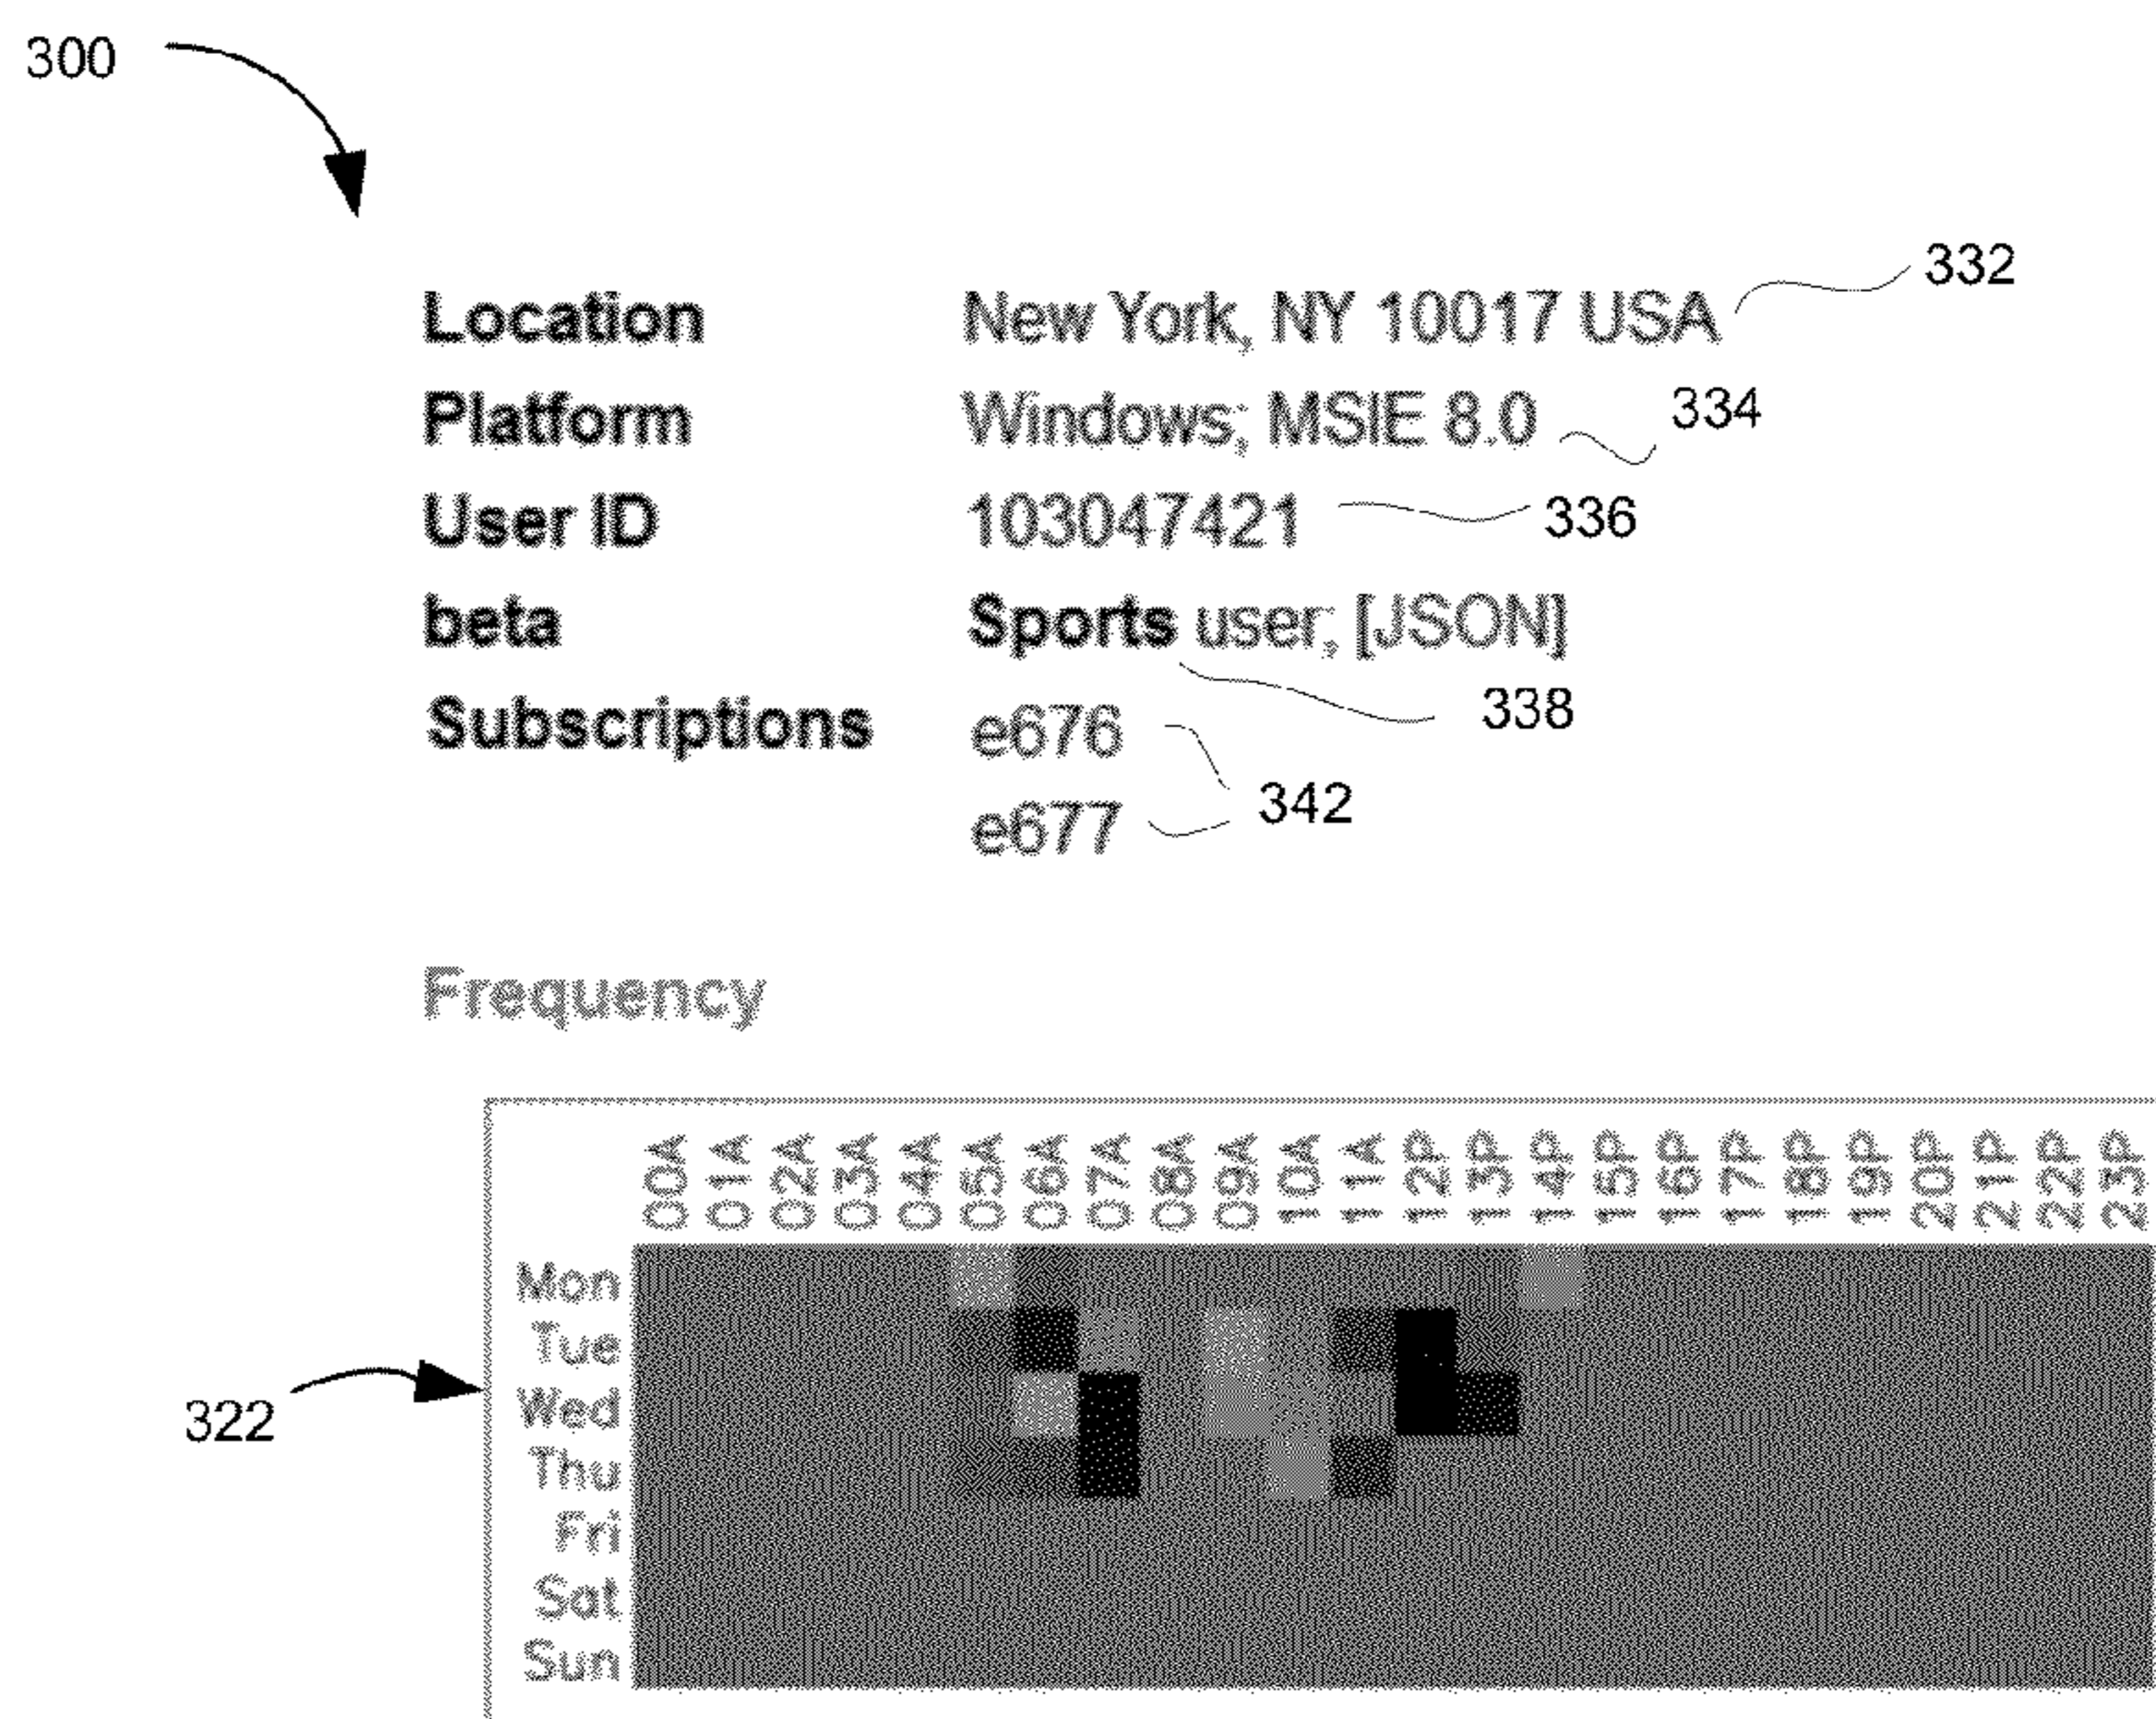 300
332
Location New York, NY 10017 USA
Platform Windows; MSIE 8.0 334
User ID 103047421 336
beta Sports user; [JSON]
338
Subscriptions e676
342
e677
Frequency
00A 01A 02A 03A 04A 05A 06A 07A 08A 09A 10A 11A 12P 13P 14P 15P 16P 17P 18P 19P 20P 21P 22P 23P
Mon
Tue
Wed
322
Thu
Fri
Sat
Sun